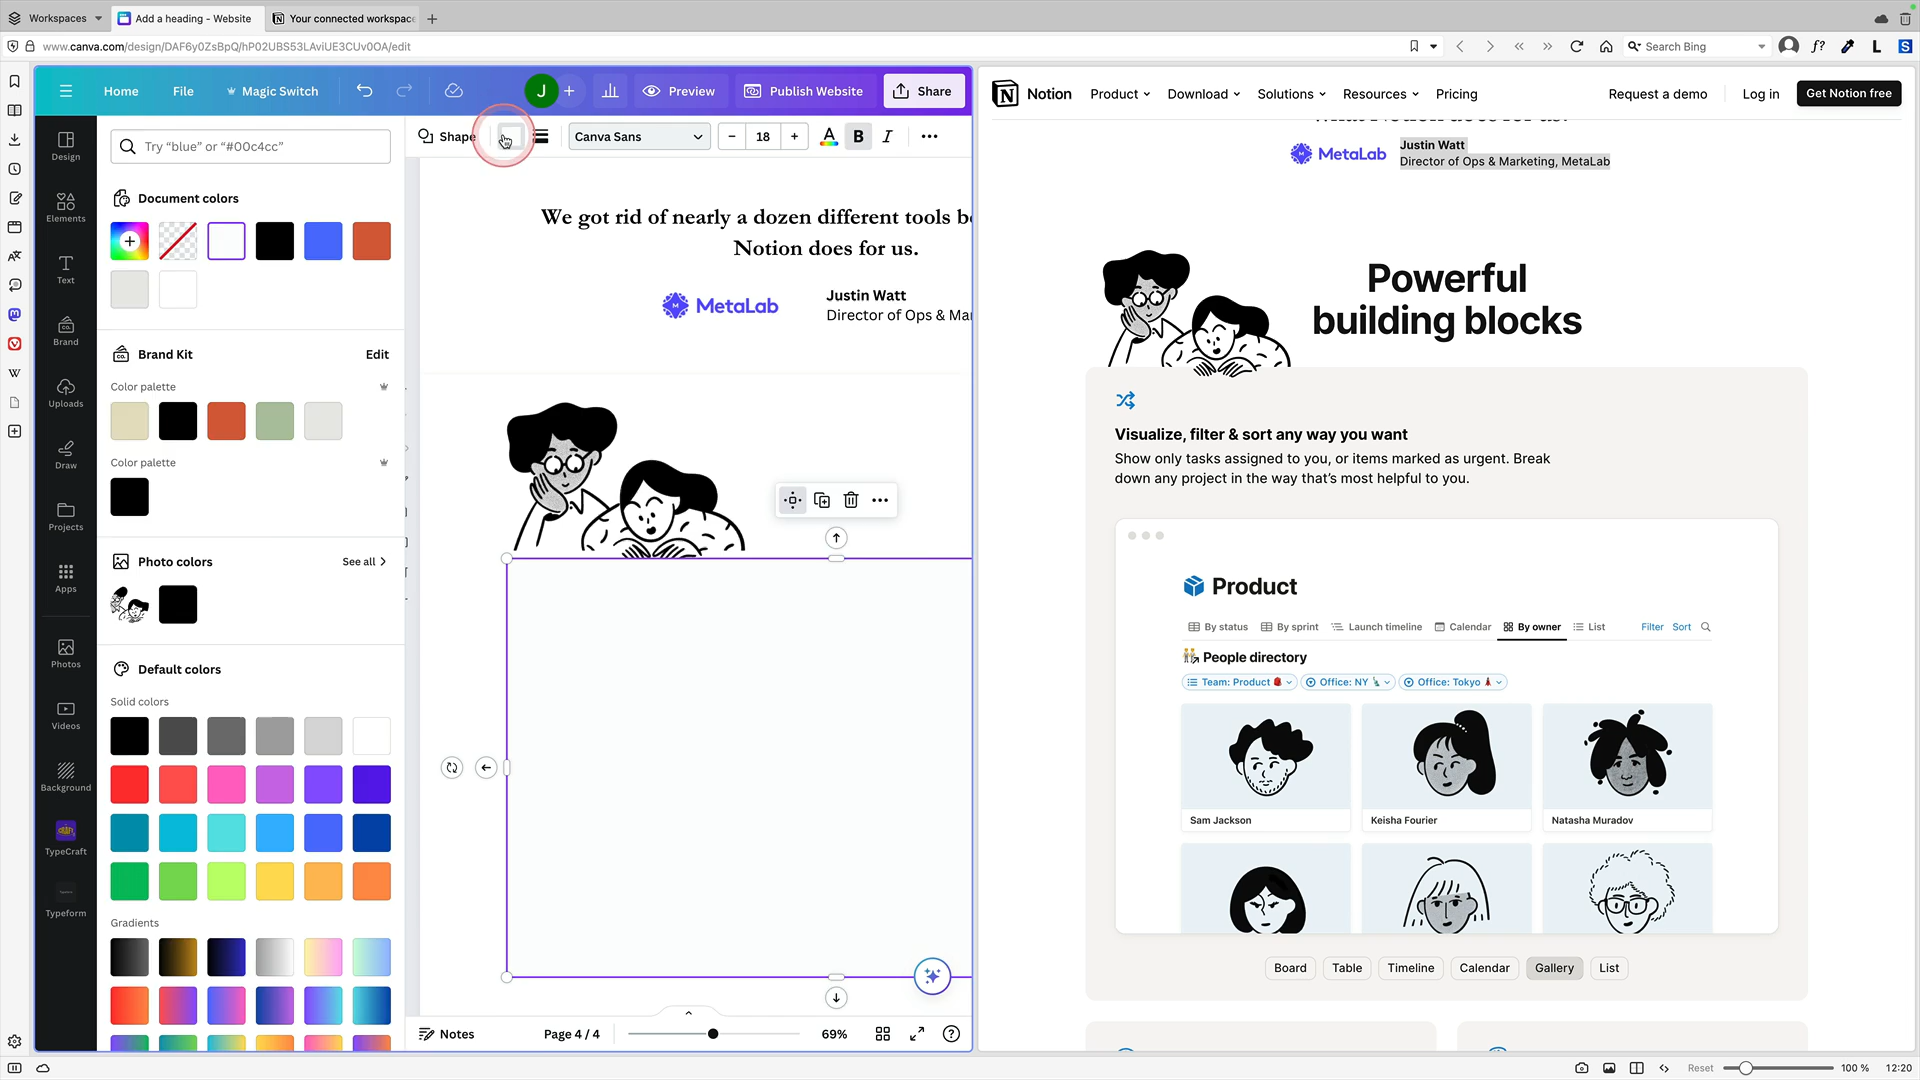 Workspaces
Add a heading - Website
Your connected workspace
www.canva.com/design/DAF6y0ZsBpQ/hP02UBS53LAviUE3CUv0OA/edit
Search Bing
f?
L
S
Home
File
Magic Switch
J
Preview
Publish Website
Share
Design
Elements
Text
Brand
Uploads
Draw
Projects
Apps
Photos
Videos
Background
TypeCraft
Typeform
Try “blue” or “#00c4cc”
Document colors
Brand Kit
Edit
Color palette
Color palette
Photo colors
See all
Default colors
Solid colors
Gradients
Shape
Canva Sans
18
A
B
I
We got rid of nearly a dozen different tools be
Notion does for us.
MetaLab
Justin Watt
Director of Ops & Mar
Notes
Page 4 / 4
69%
Notion
Product
Download
Solutions
Resources
Pricing
Request a demo
Log in
Get Notion free
what Notion does for us.
MetaLab
Justin Watt
Director of Ops & Marketing, MetaLab
Powerful
building blocks
Visualize, filter & sort any way you want
Show only tasks assigned to you, or items marked as urgent. Break
down any project in the way that’s most helpful to you.
Product
By status
By sprint
Launch timeline
Calendar
By owner
List
Filter
Sort
People directory
Team: Product
Office: NY
Office: Tokyo
Sam Jackson
Keisha Fourier
Natasha Muradov
Board
Table
Timeline
Calendar
Gallery
List
Reset
100 %
12:20